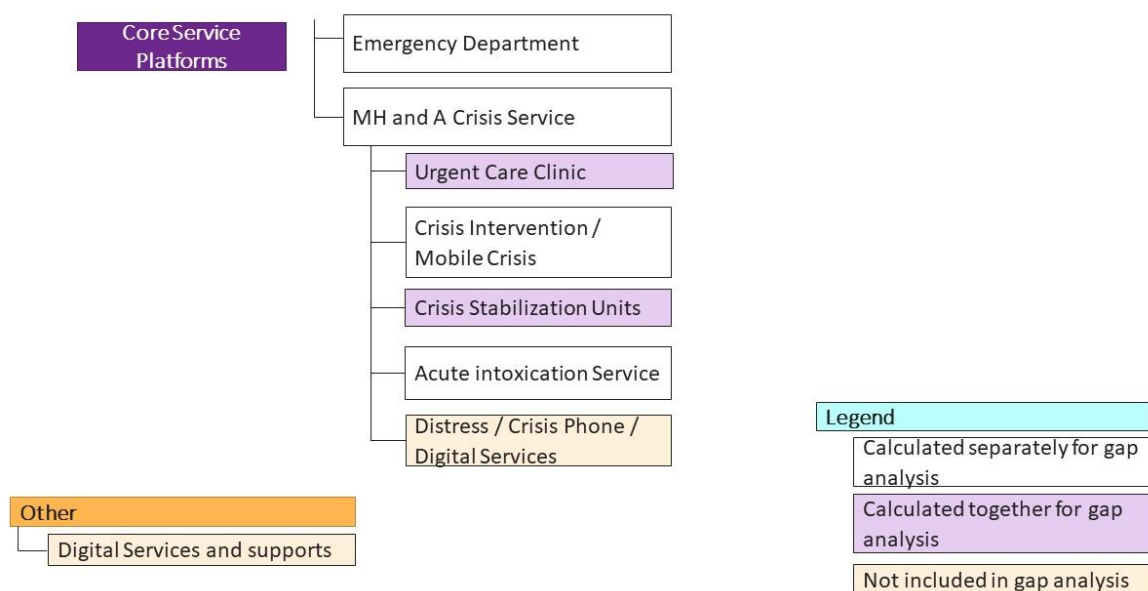 Core Service
Platforms
Emergency Department
MH and A Crisis Service
Urgent Care Clinic
Crisis Intervention /
Mobile Crisis
Crisis Stabilization Units
Acute intoxication Service
Distress / Crisis Phone /
Digital Services
Other
Digital Services and supports
Legend
Calculated separately for gap
analysis
Calculated together for gap
analysis
Not included in gap analysis